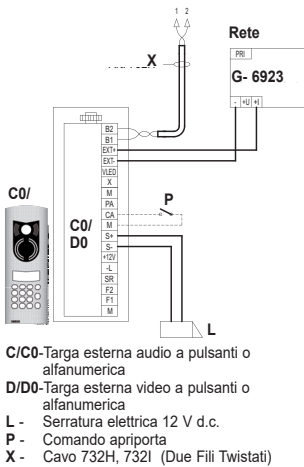 1 2
Rete
PRI
G- 6923
- +U +I
X
B2
B1
EXT+
EXT-
VLED
X
M
PA
CA
M
S+
S-
+12V
-L
SR
F2
F1
M
C0/
C0/
D0
P
L
C/C0-Targa esterna audio a pulsanti o
alfanumerica
D/D0-Targa esterna video a pulsanti o
alfanumerica
L - Serratura elettrica 12 V d.c.
P - Comando apriporta
X - Cavo 732H, 732I (Due Fili Twistati)